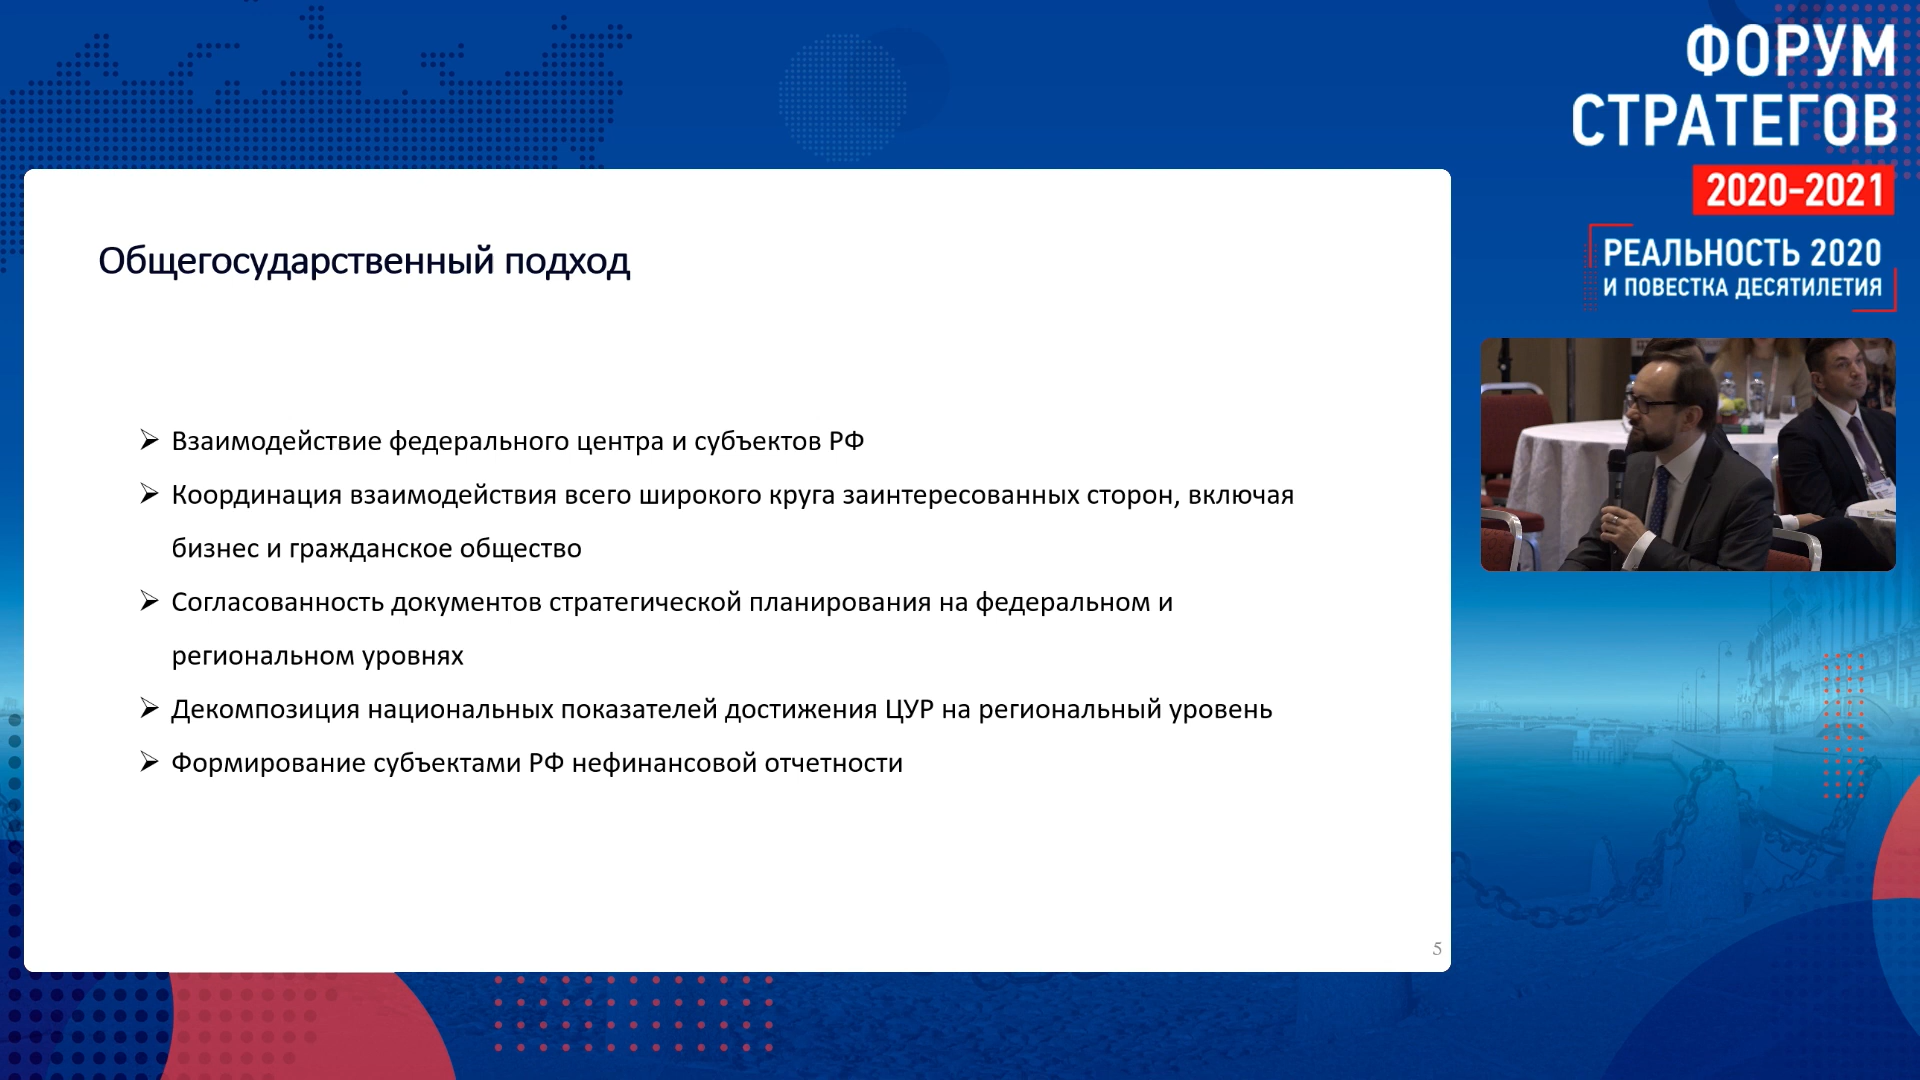 ФОРУМ
СТРАТЕГОВ
2020-2021
РЕАЛЬНОСТЬ 2020
И ПОВЕСТКА ДЕСЯТИЛЕТИЯ
Общегосударственный подход
Взаимодействие федерального центра и субъектов РФ
Координация взаимодействия всего широкого круга заинтересованных сторон, включая
бизнес и гражданское общество
Согласованность документов стратегической планирования на федеральном и
региональном уровнях
Декомпозиция национальных показателей достижения ЦУР на региональный уровень
Формирование субъектами РФ нефинансовой отчетности
5